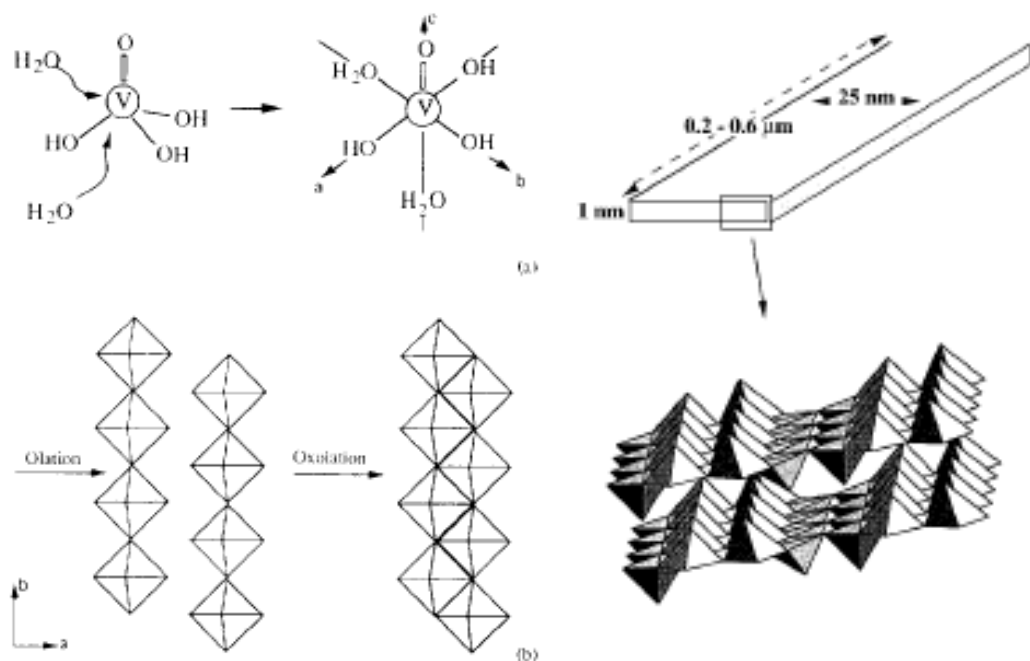 O
H₂O
V
OH
HO
OH
H₂O
c
O
H₂O
OH
V
HO
OH
a
b
H₂O
(a)
0.2 - 0.6 µm
25 nm
1 nm
Olation
Oxolation
b
a
(b)